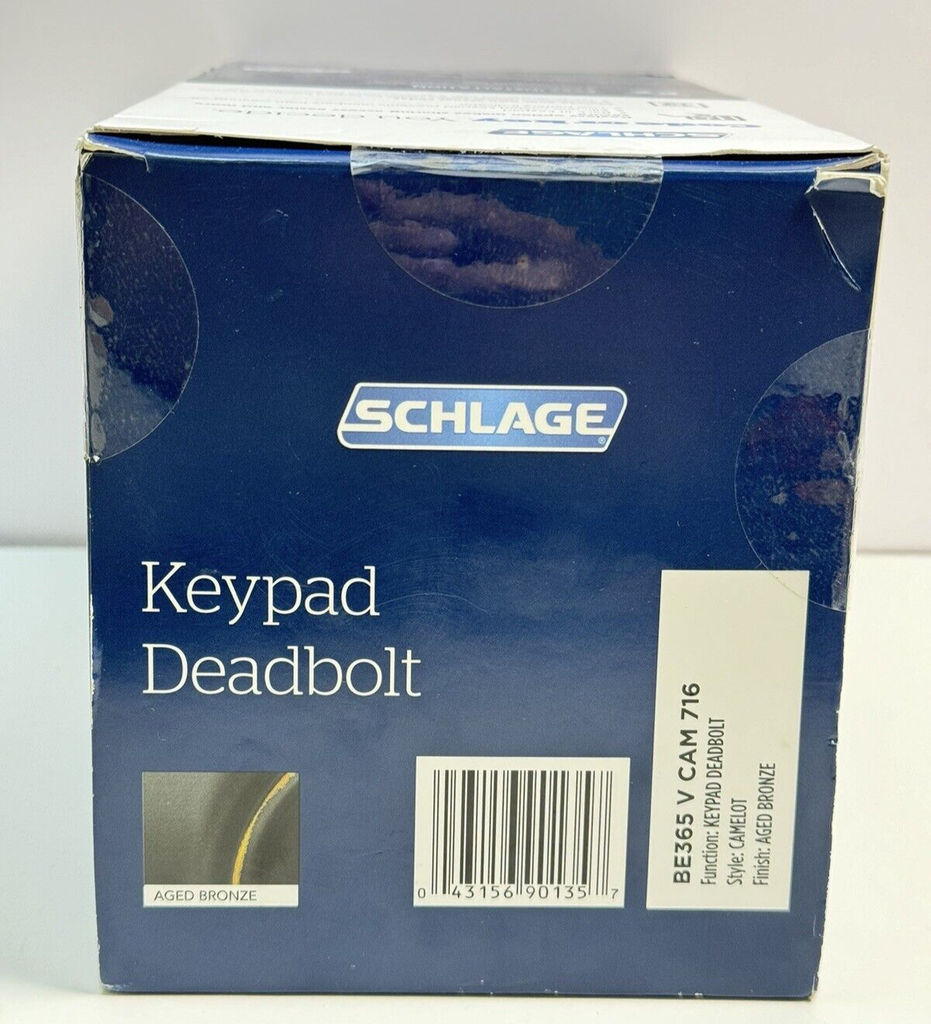 SCHLAGE
SCHLAGE®
Keypad
Deadbolt
AGED BRONZE
0 43156 90135 7
BE365 V CAM 716
Function: KEYPAD DEADBOLT
Style: CAMELOT
Finish: AGED BRONZE